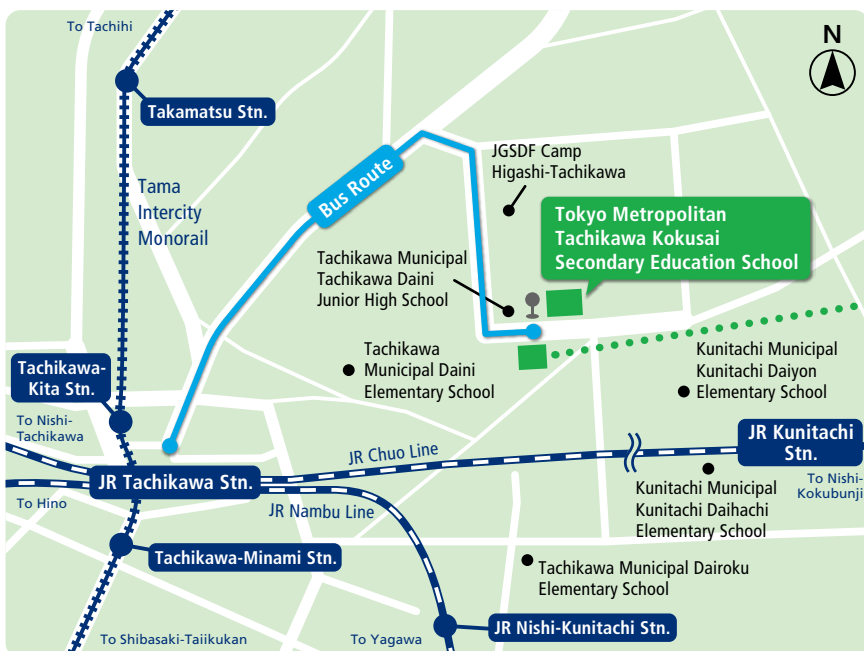 To Tachihi
N
Takamatsu Stn.
JGSDF Camp
Higashi-Tachikawa
Bus Route
Tama
Intercity
Monorail
Tokyo Metropolitan
Tachikawa Kokusai
Secondary Education School
Tachikawa Municipal
Tachikawa Daini
Junior High School
Tachikawa
Municipal Daini
Elementary School
Kunitachi Municipal
Kunitachi Daiyon
Elementary School
Tachikawa-
Kita Stn.
To Nishi-
Tachikawa
JR Chuo Line
JR Kunitachi
Stn.
JR Tachikawa Stn.
To Nishi-
Kokubunji
To Hino
JR Nambu Line
Kunitachi Municipal
Kunitachi Daihachi
Elementary School
Tachikawa-Minami Stn.
Tachikawa Municipal Dairoku
Elementary School
To Shibasaki-Taiikukan
To Yagawa
JR Nishi-Kunitachi Stn.